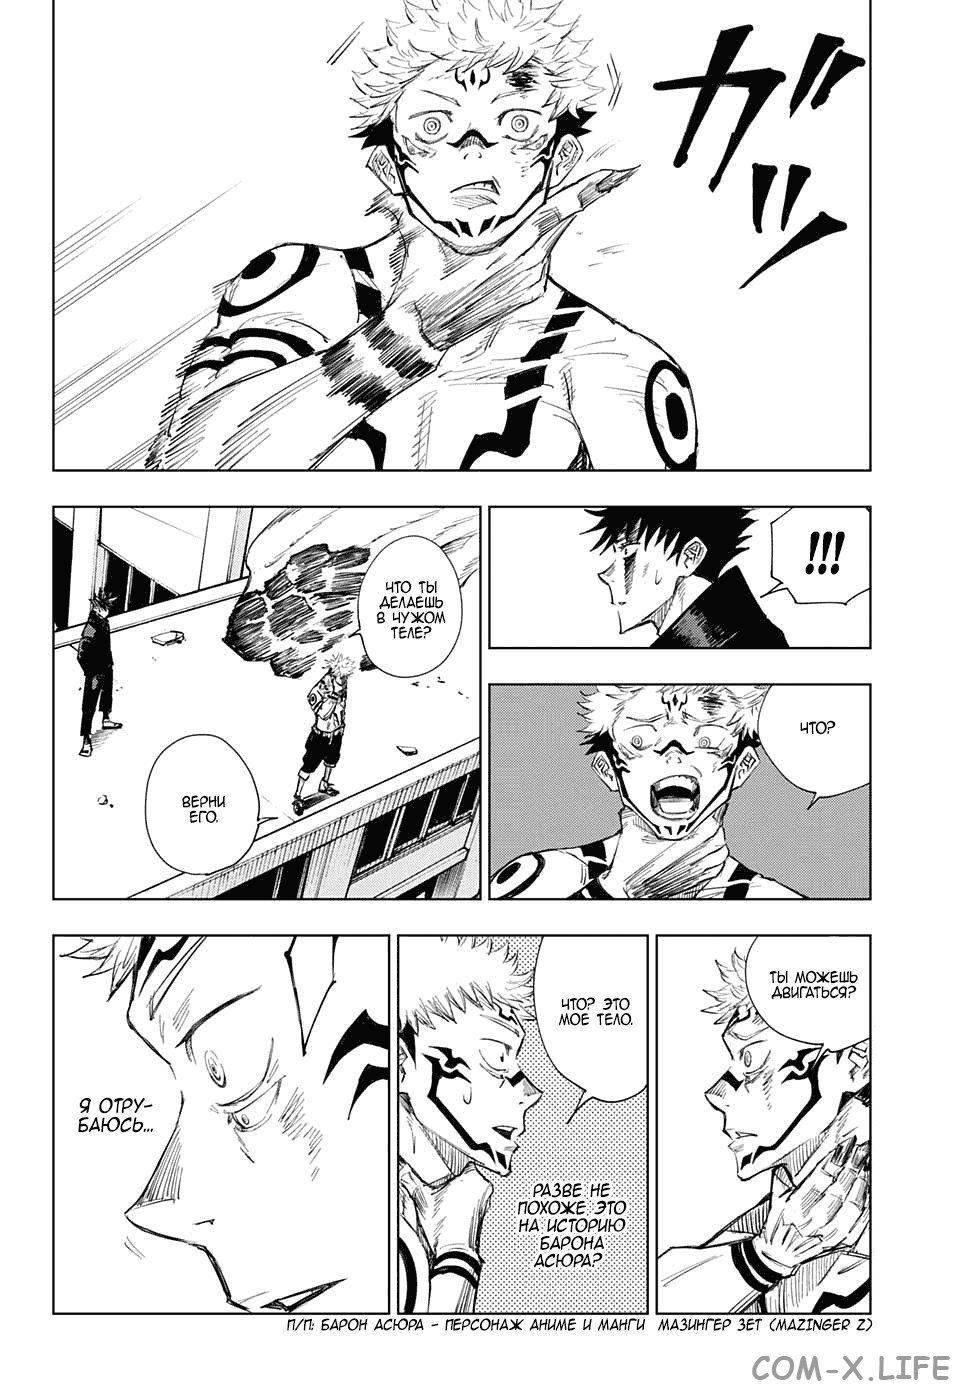 ガッ
!!!
ЧТО ТЫ
ДЕЛАЕШЬ
В ЧУЖОМ
ТЕЛЕ?
ВЕРНИ
ЕГО.
ЧТО?
ТЫ МОЖЕШЬ
ДВИГАТЬСЯ?
ЧТО? ЭТО
МОЕ ТЕЛО.
РАЗВЕ НЕ
ПОХОЖЕ ЭТО
НА ИСТОРИЮ
БАРОНА
АСЮРА?
Я ОТРУ-
БАЮСЬ...
П/П: БАРОН АСЮРА - ПЕРСОНАЖ АНИМЕ И МАНГИ МАЗИНГЕР ЗЕТ (MAZINGER Z)
COM-X.LIFE